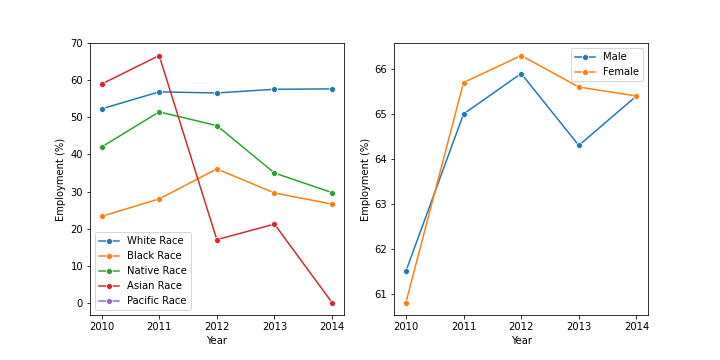 70
60
50
40
30
20
10
0
Employment (%)
White Race
Black Race
Native Race
Asian Race
Pacific Race
2010 2011 2012 2013 2014
Year
66
65
64
63
62
61
Employment (%)
Male
Female
2010 2011 2012 2013 2014
Year